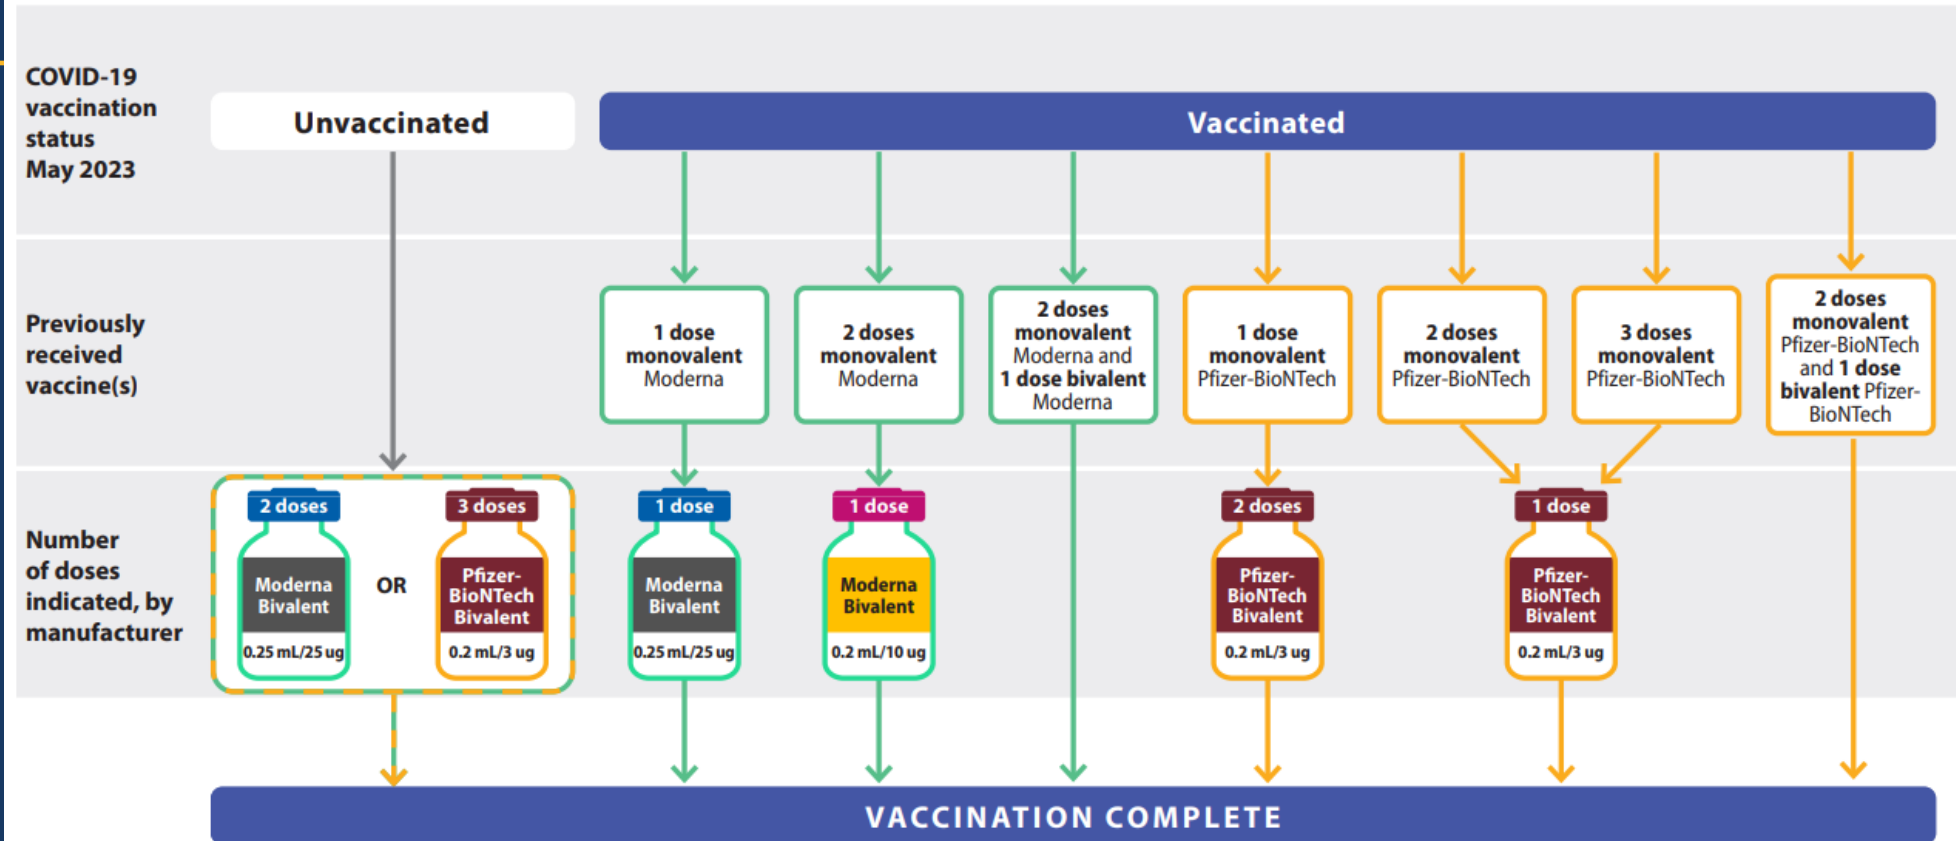 COVID-19
vaccination
status
May 2023
Unvaccinated
Vaccinated
Previously
received
vaccine(s)
1 dose
monovalent
Moderna
2 doses
monovalent
Moderna
2 doses
monovalent
Moderna and
1 dose bivalent
Moderna
1 dose
monovalent
Pfizer-BioNTech
2 doses
monovalent
Pfizer-BioNTech
3 doses
monovalent
Pfizer-BioNTech
2 doses
monovalent
Pfizer-BioNTech
and 1 dose
bivalent Pfizer-
BioNTech
Number
of doses
indicated, by
manufacturer
2 doses
Moderna
Bivalent
0.25 mL/25 ug
OR
3 doses
Pfizer-
BioNTech
Bivalent
0.2 mL/3 ug
1 dose
Moderna
Bivalent
0.25 mL/25 ug
1 dose
Moderna
Bivalent
0.2 mL/10 ug
2 doses
Pfizer-
BioNTech
Bivalent
0.2 mL/3 ug
1 dose
Pfizer-
BioNTech
Bivalent
0.2 mL/3 ug
VACCINATION COMPLETE